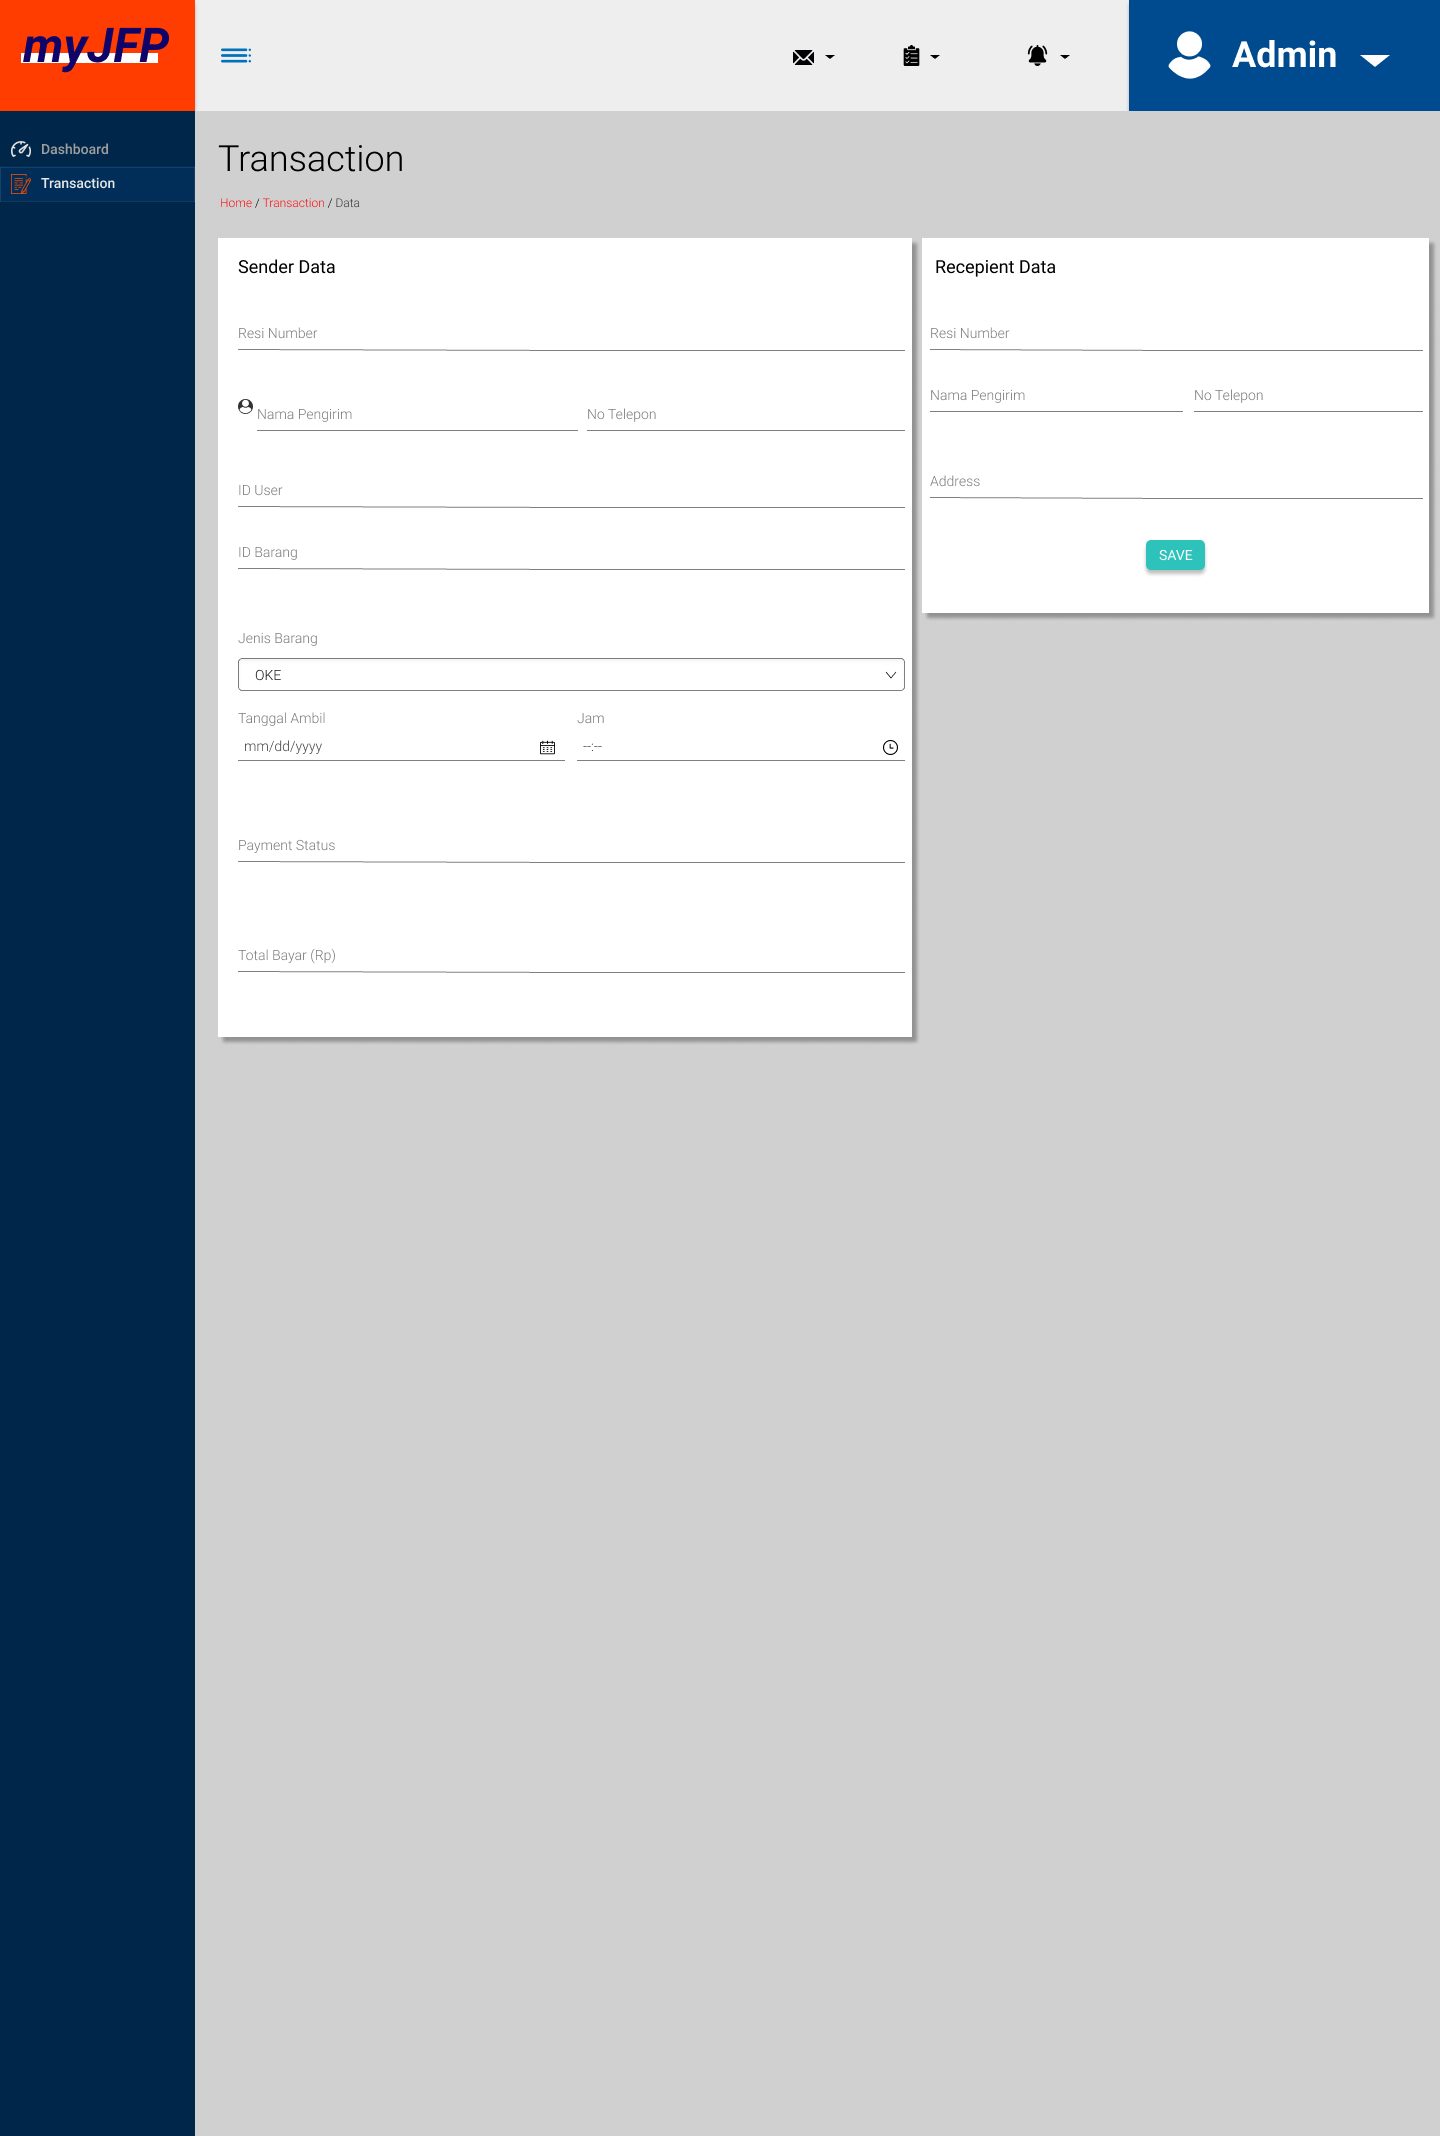 myJFP
Admin
Dashboard
Transaction
Transaction
Home / Transaction / Data
Sender Data
Resi Number
Nama Pengirim
No Telepon
ID User
ID Barang
Jenis Barang
OKE
Tanggal Ambil
Jam
mm/dd/yyyy
--:--
Payment Status
Total Bayar (Rp)
Recepient Data
Resi Number
Nama Pengirim
No Telepon
Address
SAVE